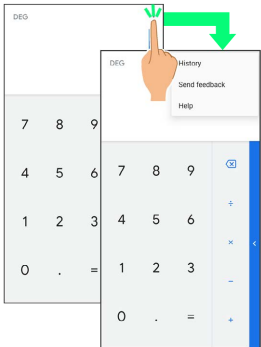 DEG
7 8 9
4 5 6
1 2 3
0 . =
DEG
History
Send feedback
Help
7 8 9
4 5 6 ÷
1 2 3 ×
0 . = −
+